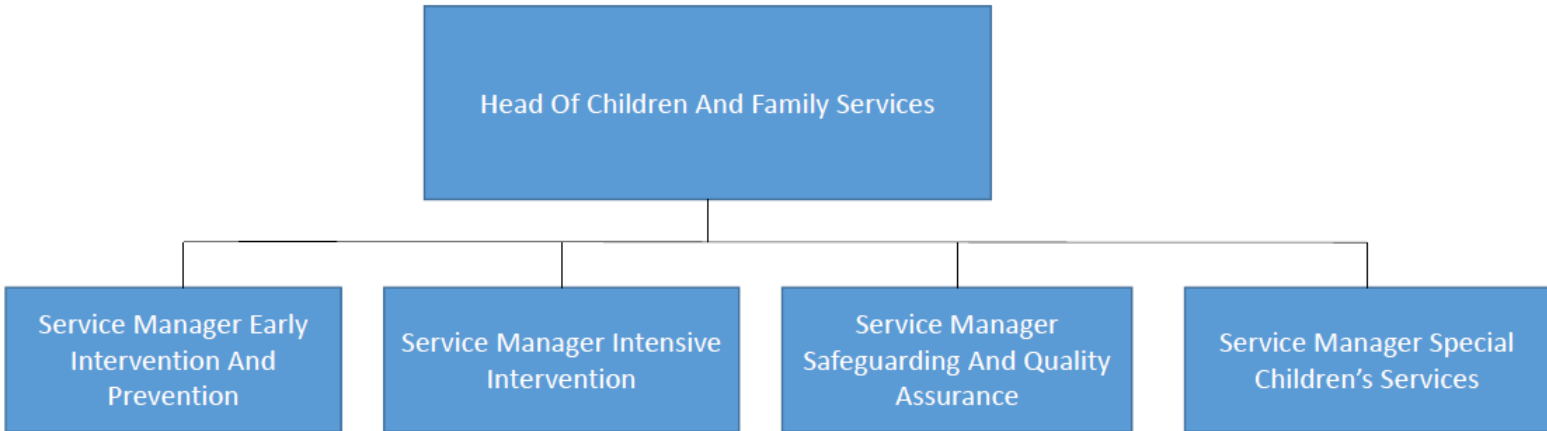 Head Of Children And Family Services
Service Manager Early
Intervention And
Prevention
Service Manager Intensive
Intervention
Service Manager
Safeguarding And Quality
Assurance
Service Manager Special
Children’s Services